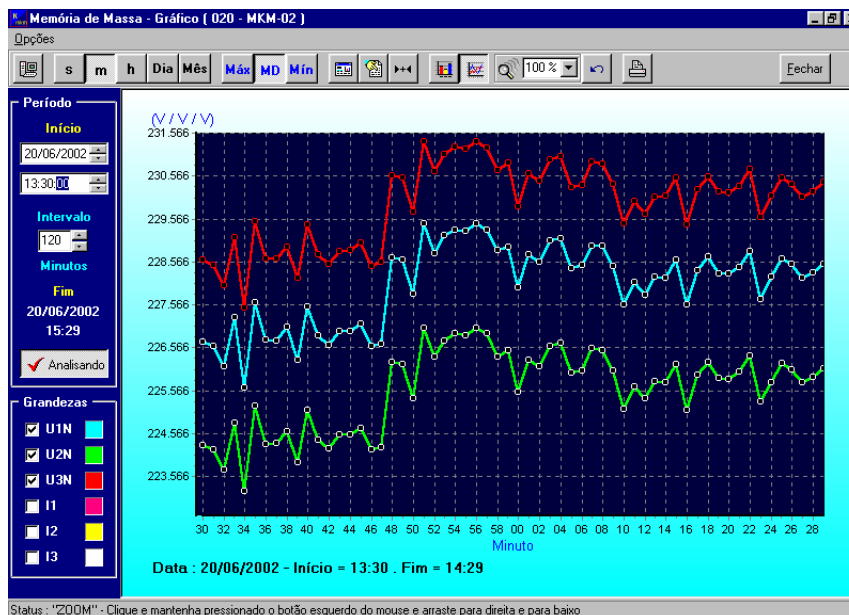 Memória de Massa - Gráfico ( 020 - MKM-02 )
Opções
s m h Dia Mês Máx MD Mín 100 % Fechar
Período
Início
20/06/2002
13:30:00
Intervalo
120
Minutos
Fim
20/06/2002
15:29
Analisando
Grandezas
U1N
U2N
U3N
I1
I2
I3
(V / V / V)
231.566
230.566
229.566
228.566
227.566
226.566
225.566
224.566
223.566
30 32 34 36 38 40 42 44 46 48 50 52 54 56 58 00 02 04 06 08 10 12 14 16 18 20 22 24 26 28
Minuto
Data : 20/06/2002 - Início = 13:30 . Fim = 14:29
Status : "ZOOM" - Clique e mantenha pressionado o botão esquerdo do mouse e arraste para direita e para baixo